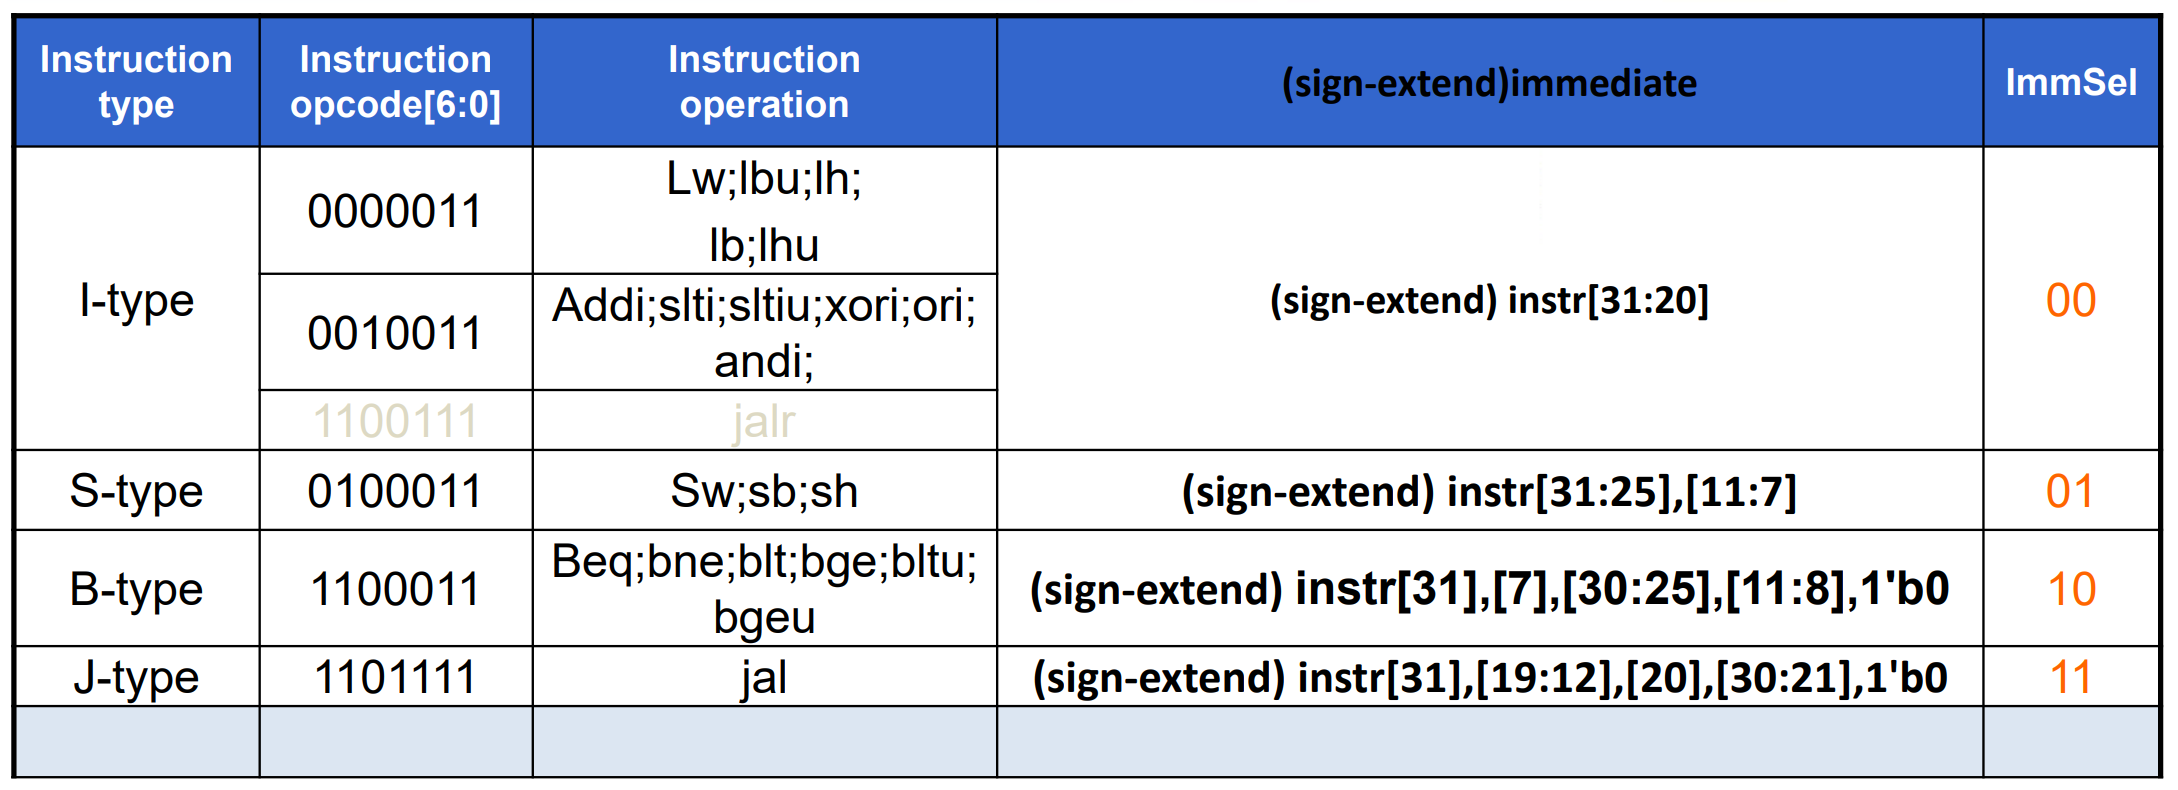 Instruction type
Instruction opcode[6:0]
Instruction operation
(sign-extend)immediate
ImmSel
I-type
0000011
Lw;lbu;lh;
lb;lhu
(sign-extend) instr[31:20]
00
0010011
Addi;slti;sltiu;xori;ori;
andi;
1100111
jalr
S-type
0100011
Sw;sb;sh
(sign-extend) instr[31:25],[11:7]
01
B-type
1100011
Beq;bne;blt;bge;bltu;
bgeu
(sign-extend) instr[31],[7],[30:25],[11:8],1'b0
10
J-type
1101111
jal
(sign-extend) instr[31],[19:12],[20],[30:21],1'b0
11